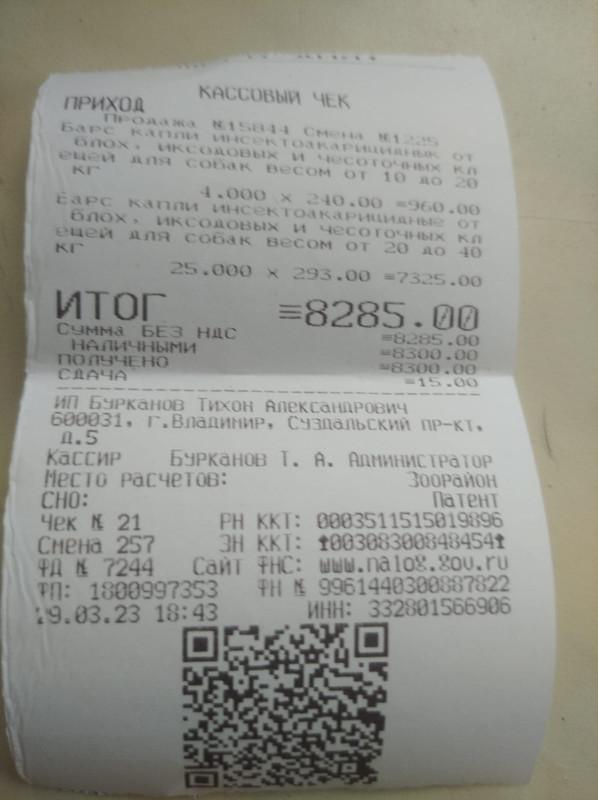 КАССОВЫЙ ЧЕК
ПРИХОД
Продажа №15844 Смена №1225
Барс капли инсектоакарицидные от
блох, иксодовых и чесоточных кл
ещей для собак весом от 10 до 20
кг
4.000 x 240.00 =960.00
Барс капли инсектоакарицидные от
блох, иксодовых и чесоточных кл
ещей для собак весом от 20 до 40
кг
25.000 x 293.00 =7325.00
ИТОГ =8285.00
Сумма БЕЗ НДС =8285.00
НАЛИЧНЫМИ =8300.00
ПОЛУЧЕНО =8300.00
СДАЧА =15.00
ИП Бурканов Тихон Александрович
600031, г.Владимир, Суздальский пр-кт,
д.5
Кассир Бурканов Т. А. Администратор
Место расчетов: Зоорайон
СНО: Патент
Чек № 21 РН ККТ: 0003511515019896
Смена 257 ЗН ККТ: 00308300848454
ФД № 7244 Сайт ФНС: www.nalog.gov.ru
ФП: 1800997353 ФН № 9961440300887822
9.03.23 18:43 ИНН: 332801566906